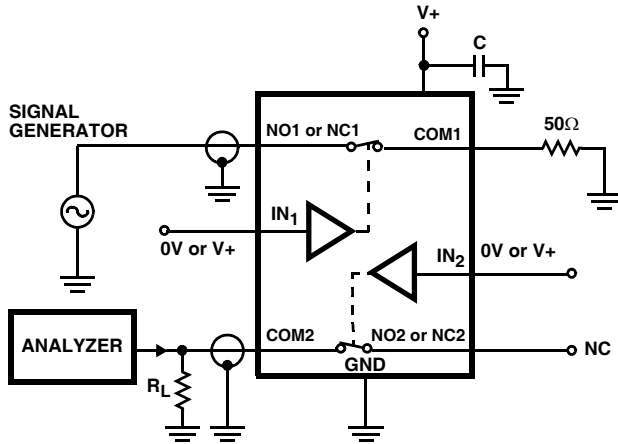 V+
C
SIGNAL
GENERATOR
NO1 or NC1
COM1
50Ω
IN1
0V or V+
IN2
0V or V+
ANALYZER
COM2
NO2 or NC2
NC
RL
GND